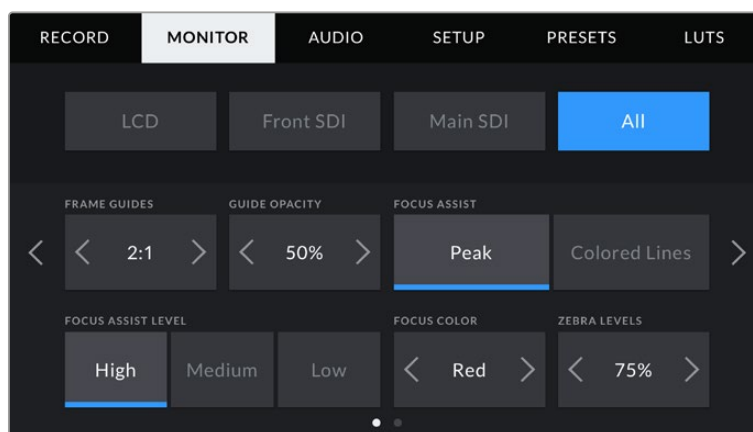 RECORD MONITOR AUDIO SETUP PRESETS LUTS
LCD Front SDI Main SDI All
FRAME GUIDES GUIDE OPACITY FOCUS ASSIST
2:1 50% Peak Colored Lines
FOCUS ASSIST LEVEL FOCUS COLOR ZEBRA LEVELS
High Medium Low Red 75%